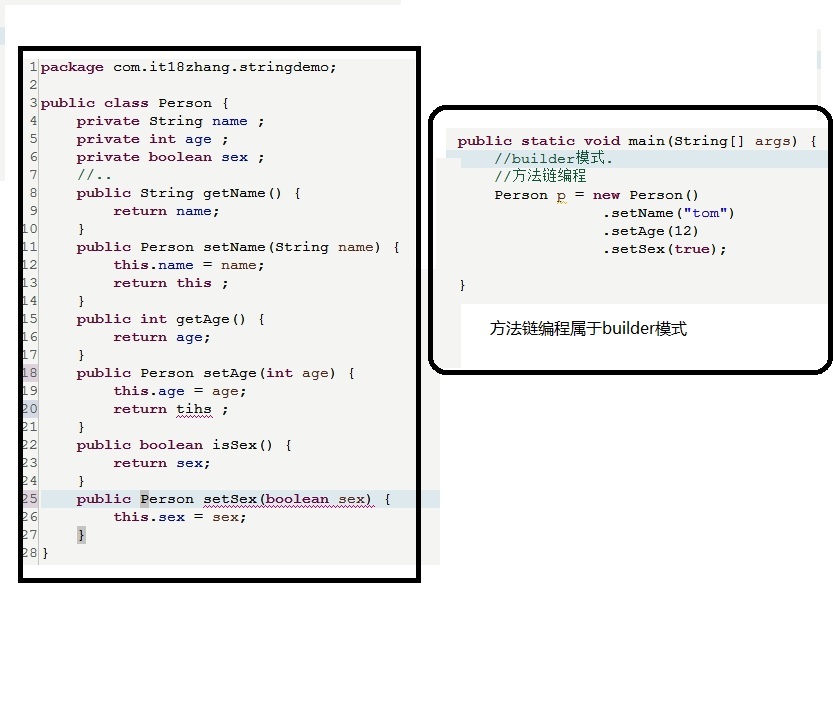 1 package com.it18zhang.stringdemo;
2
3 public class Person {
4     private String name ;
5     private int age ;
6     private boolean sex ;
7     //..
8     public String getName() {
9         return name;
10     }
11     public Person setName(String name) {
12         this.name = name;
13         return this ;
14     }
15     public int getAge() {
16         return age;
17     }
18     public Person setAge(int age) {
19         this.age = age;
20         return tihs ;
21     }
22     public boolean isSex() {
23         return sex;
24     }
25     public Person setSex(boolean sex) {
26         this.sex = sex;
27     }
28 }
public static void main(String[] args) {
//builder模式.
//方法链编程
Person p = new Person()
.setName("tom")
.setAge(12)
.setSex(true);
}
方法链编程属于builder模式